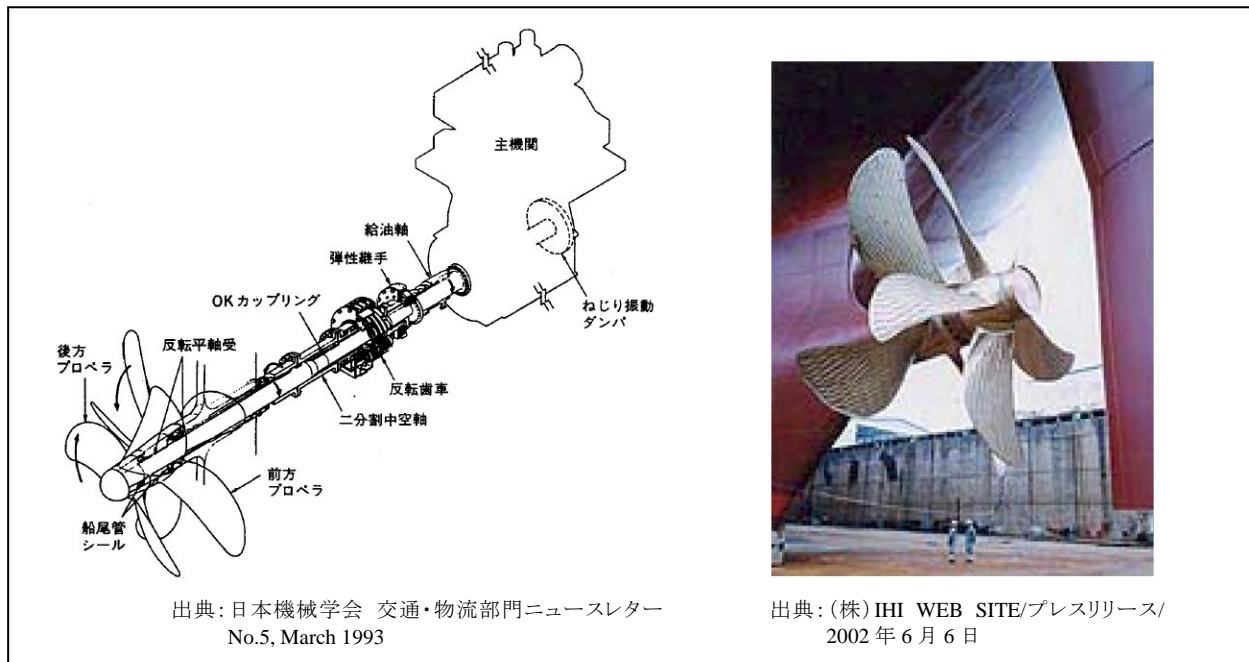 主機関
給油軸
弾性継手
OKカップリング
ねじり振動
ダンパ
反転平軸受
後方
プロペラ
反転歯車
二分割中空軸
前方
プロペラ
船尾管
シール
出典：日本機械学会 交通・物流部門ニュースレター
No.5, March 1993
出典：（株）IHI WEB SITE/プレスリリース/
2002 年 6 月 6 日